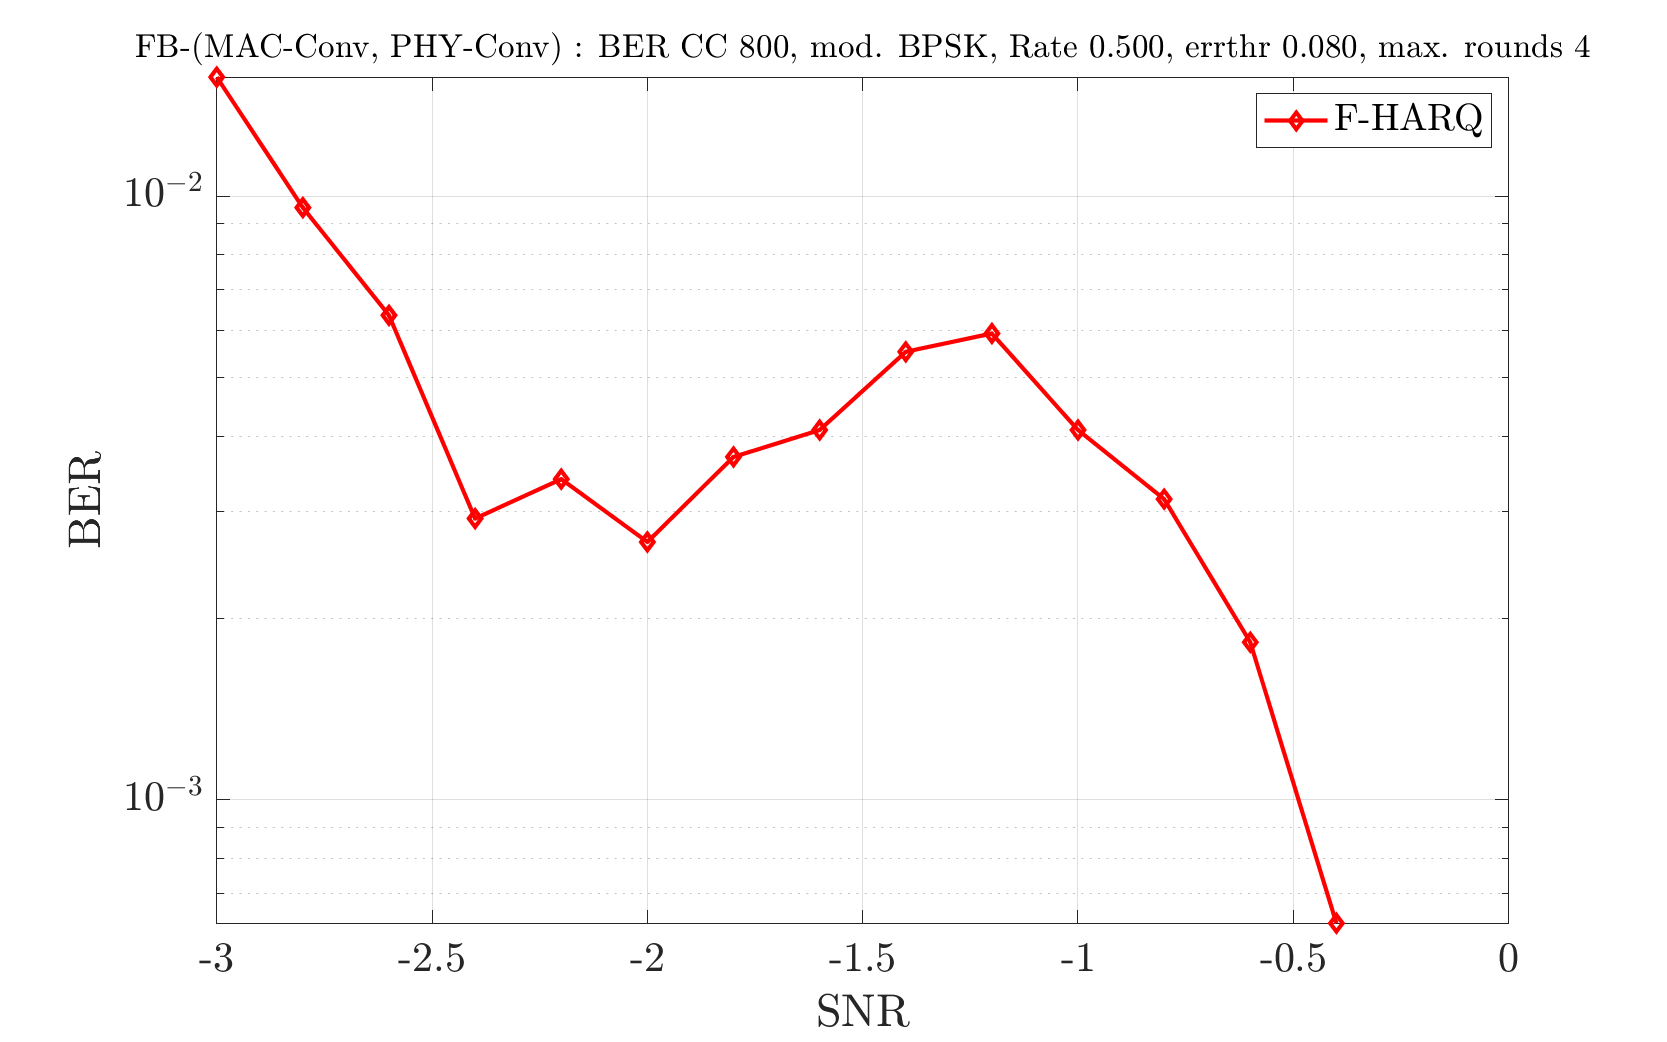 FB-(MAC-Conv, PHY-Conv) : BER CC 800, mod. BPSK, Rate 0.500, errthr 0.080, max. rounds 4
F-HARQ
10⁻²
BER
10⁻³
-3 -2.5 -2 -1.5 -1 -0.5 0
SNR